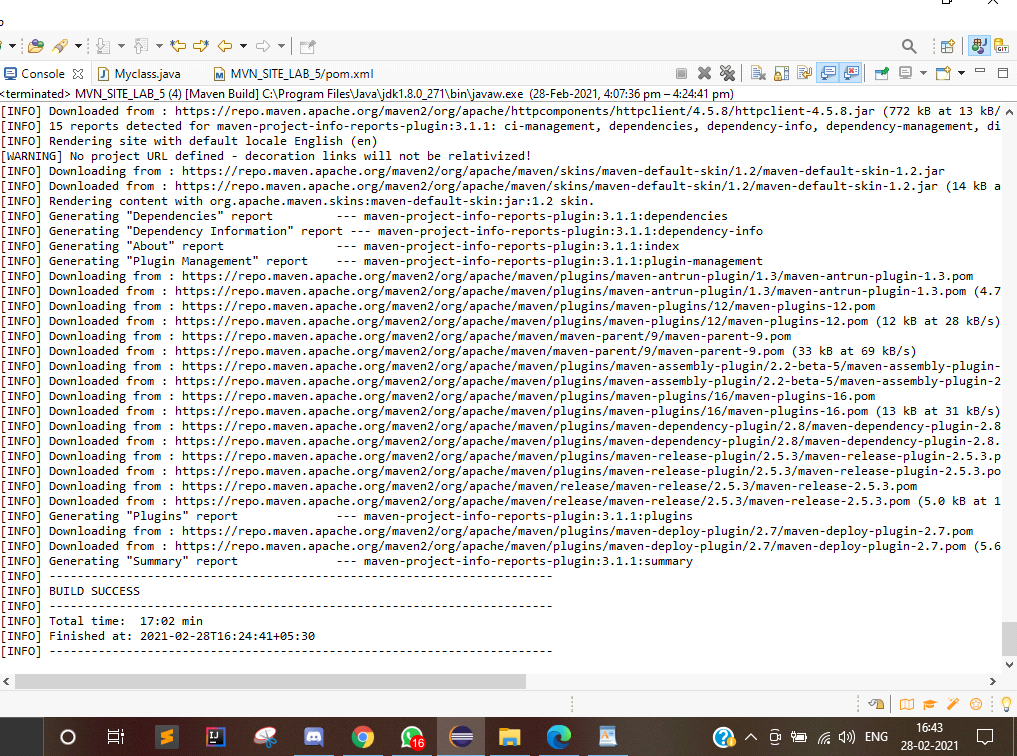 Console
Myclass.java
MVN_SITE_LAB_5/pom.xml
<terminated> MVN_SITE_LAB_5 (4) [Maven Build] C:\Program Files\Java\jdk1.8.0_271\bin\javaw.exe (28-Feb-2021, 4:07:36 pm – 4:24:41 pm)
[INFO] Downloaded from : https://repo.maven.apache.org/maven2/org/apache/httpcomponents/httpclient/4.5.8/httpclient-4.5.8.jar (772 kB at 13 kB/
[INFO] 15 reports detected for maven-project-info-reports-plugin:3.1.1: ci-management, dependencies, dependency-info, dependency-management, di
[INFO] Rendering site with default locale English (en)
[WARNING] No project URL defined - decoration links will not be relativized!
[INFO] Downloading from : https://repo.maven.apache.org/maven2/org/apache/maven/skins/maven-default-skin/1.2/maven-default-skin-1.2.jar
[INFO] Downloaded from : https://repo.maven.apache.org/maven2/org/apache/maven/skins/maven-default-skin/1.2/maven-default-skin-1.2.jar (14 kB a
[INFO] Rendering content with org.apache.maven.skins:maven-default-skin:jar:1.2 skin.
[INFO] Generating "Dependencies" report         --- maven-project-info-reports-plugin:3.1.1:dependencies
[INFO] Generating "Dependency Information" report --- maven-project-info-reports-plugin:3.1.1:dependency-info
[INFO] Generating "About" report                --- maven-project-info-reports-plugin:3.1.1:index
[INFO] Generating "Plugin Management" report    --- maven-project-info-reports-plugin:3.1.1:plugin-management
[INFO] Downloading from : https://repo.maven.apache.org/maven2/org/apache/maven/plugins/maven-antrun-plugin/1.3/maven-antrun-plugin-1.3.pom
[INFO] Downloaded from : https://repo.maven.apache.org/maven2/org/apache/maven/plugins/maven-antrun-plugin/1.3/maven-antrun-plugin-1.3.pom (4.7
[INFO] Downloading from : https://repo.maven.apache.org/maven2/org/apache/maven/plugins/maven-plugins/12/maven-plugins-12.pom
[INFO] Downloaded from : https://repo.maven.apache.org/maven2/org/apache/maven/plugins/maven-plugins/12/maven-plugins-12.pom (12 kB at 28 kB/s)
[INFO] Downloading from : https://repo.maven.apache.org/maven2/org/apache/maven/maven-parent/9/maven-parent-9.pom
[INFO] Downloaded from : https://repo.maven.apache.org/maven2/org/apache/maven/maven-parent/9/maven-parent-9.pom (33 kB at 69 kB/s)
[INFO] Downloading from : https://repo.maven.apache.org/maven2/org/apache/maven/plugins/maven-assembly-plugin/2.2-beta-5/maven-assembly-plugin-
[INFO] Downloaded from : https://repo.maven.apache.org/maven2/org/apache/maven/plugins/maven-assembly-plugin/2.2-beta-5/maven-assembly-plugin-2
[INFO] Downloading from : https://repo.maven.apache.org/maven2/org/apache/maven/plugins/maven-plugins/16/maven-plugins-16.pom
[INFO] Downloaded from : https://repo.maven.apache.org/maven2/org/apache/maven/plugins/maven-plugins/16/maven-plugins-16.pom (13 kB at 31 kB/s)
[INFO] Downloading from : https://repo.maven.apache.org/maven2/org/apache/maven/plugins/maven-dependency-plugin/2.8/maven-dependency-plugin-2.8
[INFO] Downloaded from : https://repo.maven.apache.org/maven2/org/apache/maven/plugins/maven-dependency-plugin/2.8/maven-dependency-plugin-2.8.
[INFO] Downloading from : https://repo.maven.apache.org/maven2/org/apache/maven/plugins/maven-release-plugin/2.5.3/maven-release-plugin-2.5.3.p
[INFO] Downloaded from : https://repo.maven.apache.org/maven2/org/apache/maven/plugins/maven-release-plugin/2.5.3/maven-release-plugin-2.5.3.po
[INFO] Downloading from : https://repo.maven.apache.org/maven2/org/apache/maven/release/maven-release/2.5.3/maven-release-2.5.3.pom
[INFO] Downloaded from : https://repo.maven.apache.org/maven2/org/apache/maven/release/maven-release/2.5.3/maven-release-2.5.3.pom (5.0 kB at 1
[INFO] Generating "Plugins" report              --- maven-project-info-reports-plugin:3.1.1:plugins
[INFO] Downloading from : https://repo.maven.apache.org/maven2/org/apache/maven/plugins/maven-deploy-plugin/2.7/maven-deploy-plugin-2.7.pom
[INFO] Downloaded from : https://repo.maven.apache.org/maven2/org/apache/maven/plugins/maven-deploy-plugin/2.7/maven-deploy-plugin-2.7.pom (5.6
[INFO] Generating "Summary" report              --- maven-project-info-reports-plugin:3.1.1:summary
[INFO] ------------------------------------------------------------------------
[INFO] BUILD SUCCESS
[INFO] ------------------------------------------------------------------------
[INFO] Total time:  17:02 min
[INFO] Finished at: 2021-02-28T16:24:41+05:30
[INFO] ------------------------------------------------------------------------
16
ENG
16:43
28-02-2021